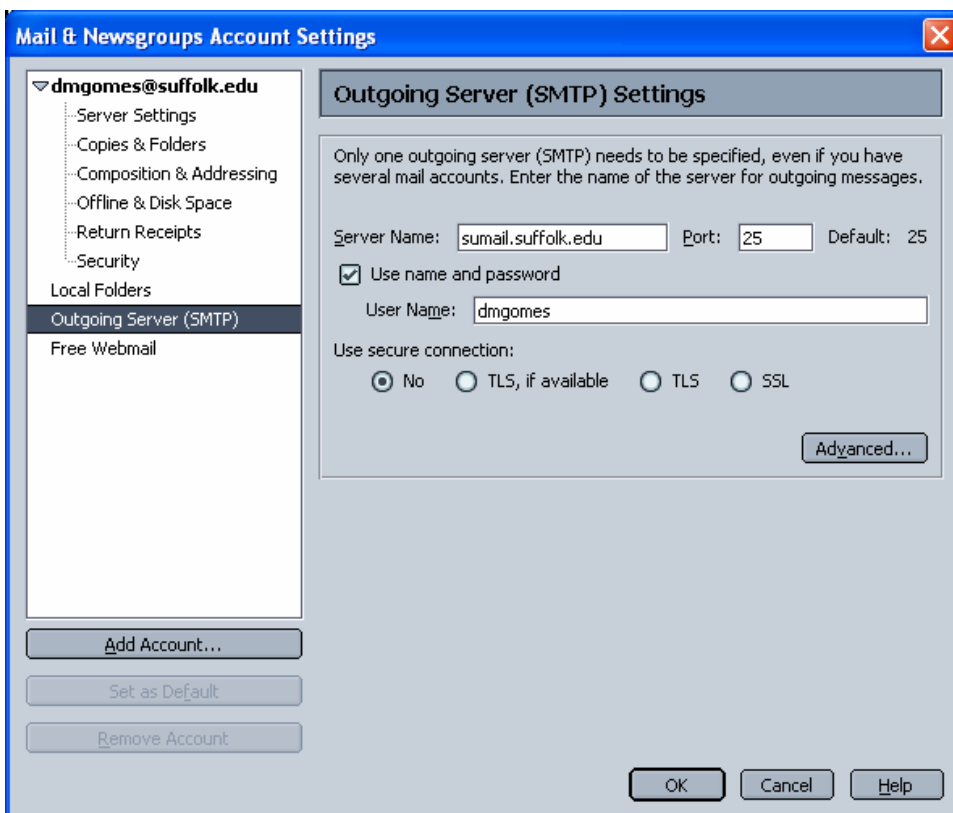 Mail & Newsgroups Account Settings
dmgomes@suffolk.edu
Server Settings
Copies & Folders
Composition & Addressing
Offline & Disk Space
Return Receipts
Security
Local Folders
Outgoing Server (SMTP)
Free Webmail
Add Account...
Set as Default
Remove Account
Outgoing Server (SMTP) Settings
Only one outgoing server (SMTP) needs to be specified, even if you have
several mail accounts. Enter the name of the server for outgoing messages.
Server Name: sumail.suffolk.edu Port: 25 Default: 25
Use name and password
User Name: dmgomes
Use secure connection:
No TLS, if available TLS SSL
Advanced...
OK Cancel Help